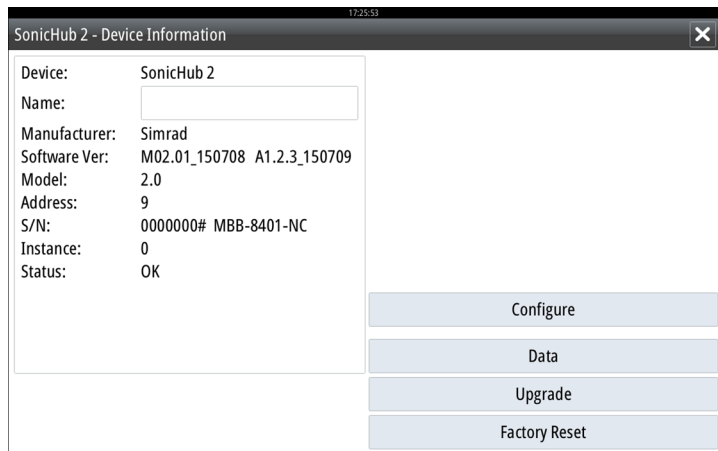 17:25:53
SonicHub 2 - Device Information
Device: SonicHub 2
Name:
Manufacturer: Simrad
Software Ver: M02.01_150708 A1.2.3_150709
Model: 2.0
Address: 9
S/N: 0000000# MBB-8401-NC
Instance: 0
Status: OK
Configure
Data
Upgrade
Factory Reset